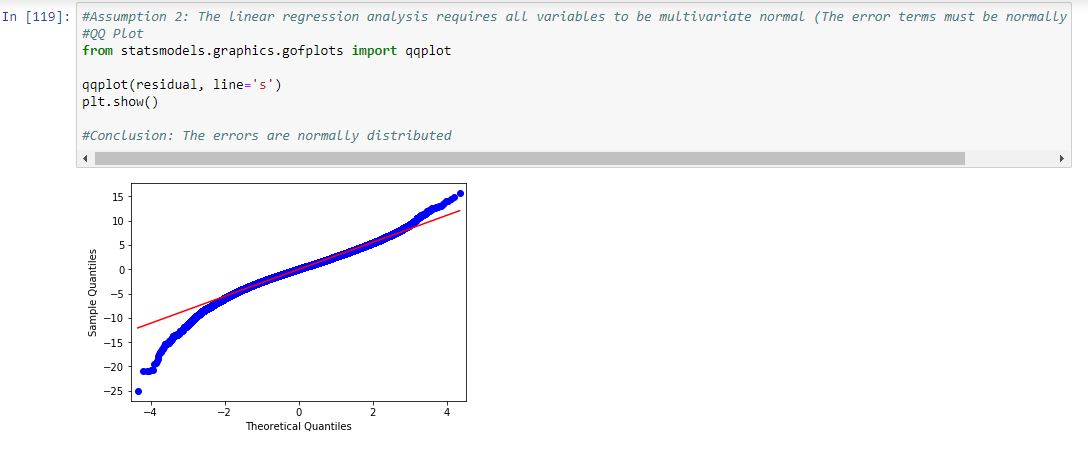 In [119]: #Assumption 2: The linear regression analysis requires all variables to be multivariate normal (The error terms must be normally
#QQ Plot
from statsmodels.graphics.gofplots import qqplot
qqplot(residual, line='s')
plt.show()
#Conclusion: The errors are normally distributed
15
10
5
0
−5
−10
−15
−20
−25
Sample Quantiles
−4 −2 0 2 4
Theoretical Quantiles